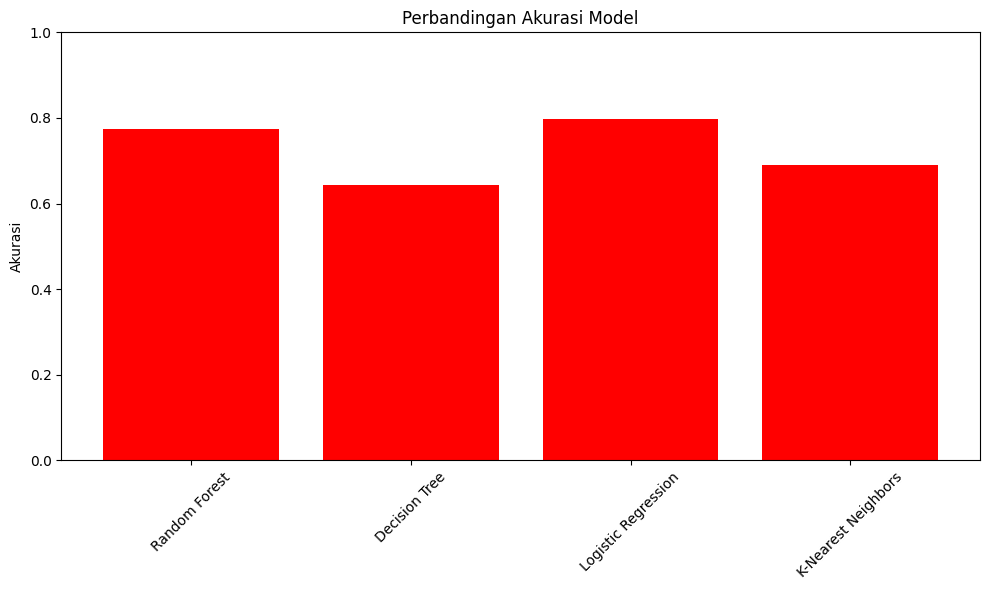 Perbandingan Akurasi Model
Akurasi
1.0
0.8
0.6
0.4
0.2
0.0
Random Forest
Decision Tree
Logistic Regression
K-Nearest Neighbors